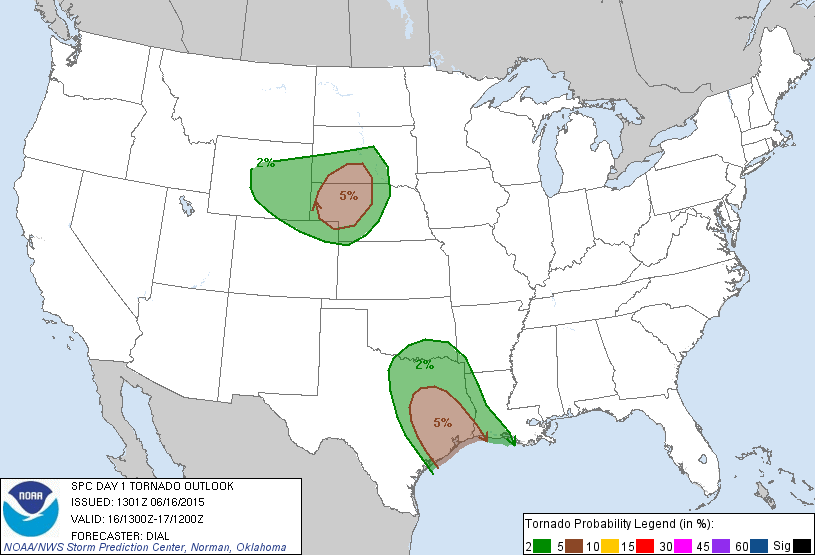 2%
5%
2%
5%
NOAA
SPC DAY 1 TORNADO OUTLOOK
ISSUED: 1301Z 06/16/2015
VALID: 16/1300Z-17/1200Z
FORECASTER: DIAL
NOAA/NWS Storm Prediction Center, Norman, Oklahoma
Tornado Probability Legend (in %):
2 5 10 15 30 45 60 Sig